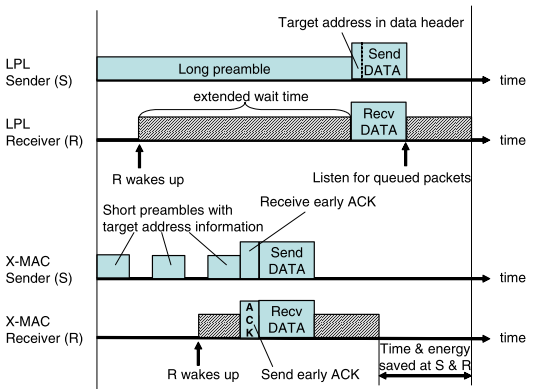 Target address in data header
LPL
Sender (S)
Long preamble
Send
DATA
time
extended wait time
LPL
Receiver (R)
Recv
DATA
time
R wakes up
Listen for queued packets
Short preambles with
target address information
Receive early ACK
X-MAC
Sender (S)
Send
DATA
time
X-MAC
Receiver (R)
A
C
K
Recv
DATA
time
R wakes up
Send early ACK
Time & energy
saved at S & R